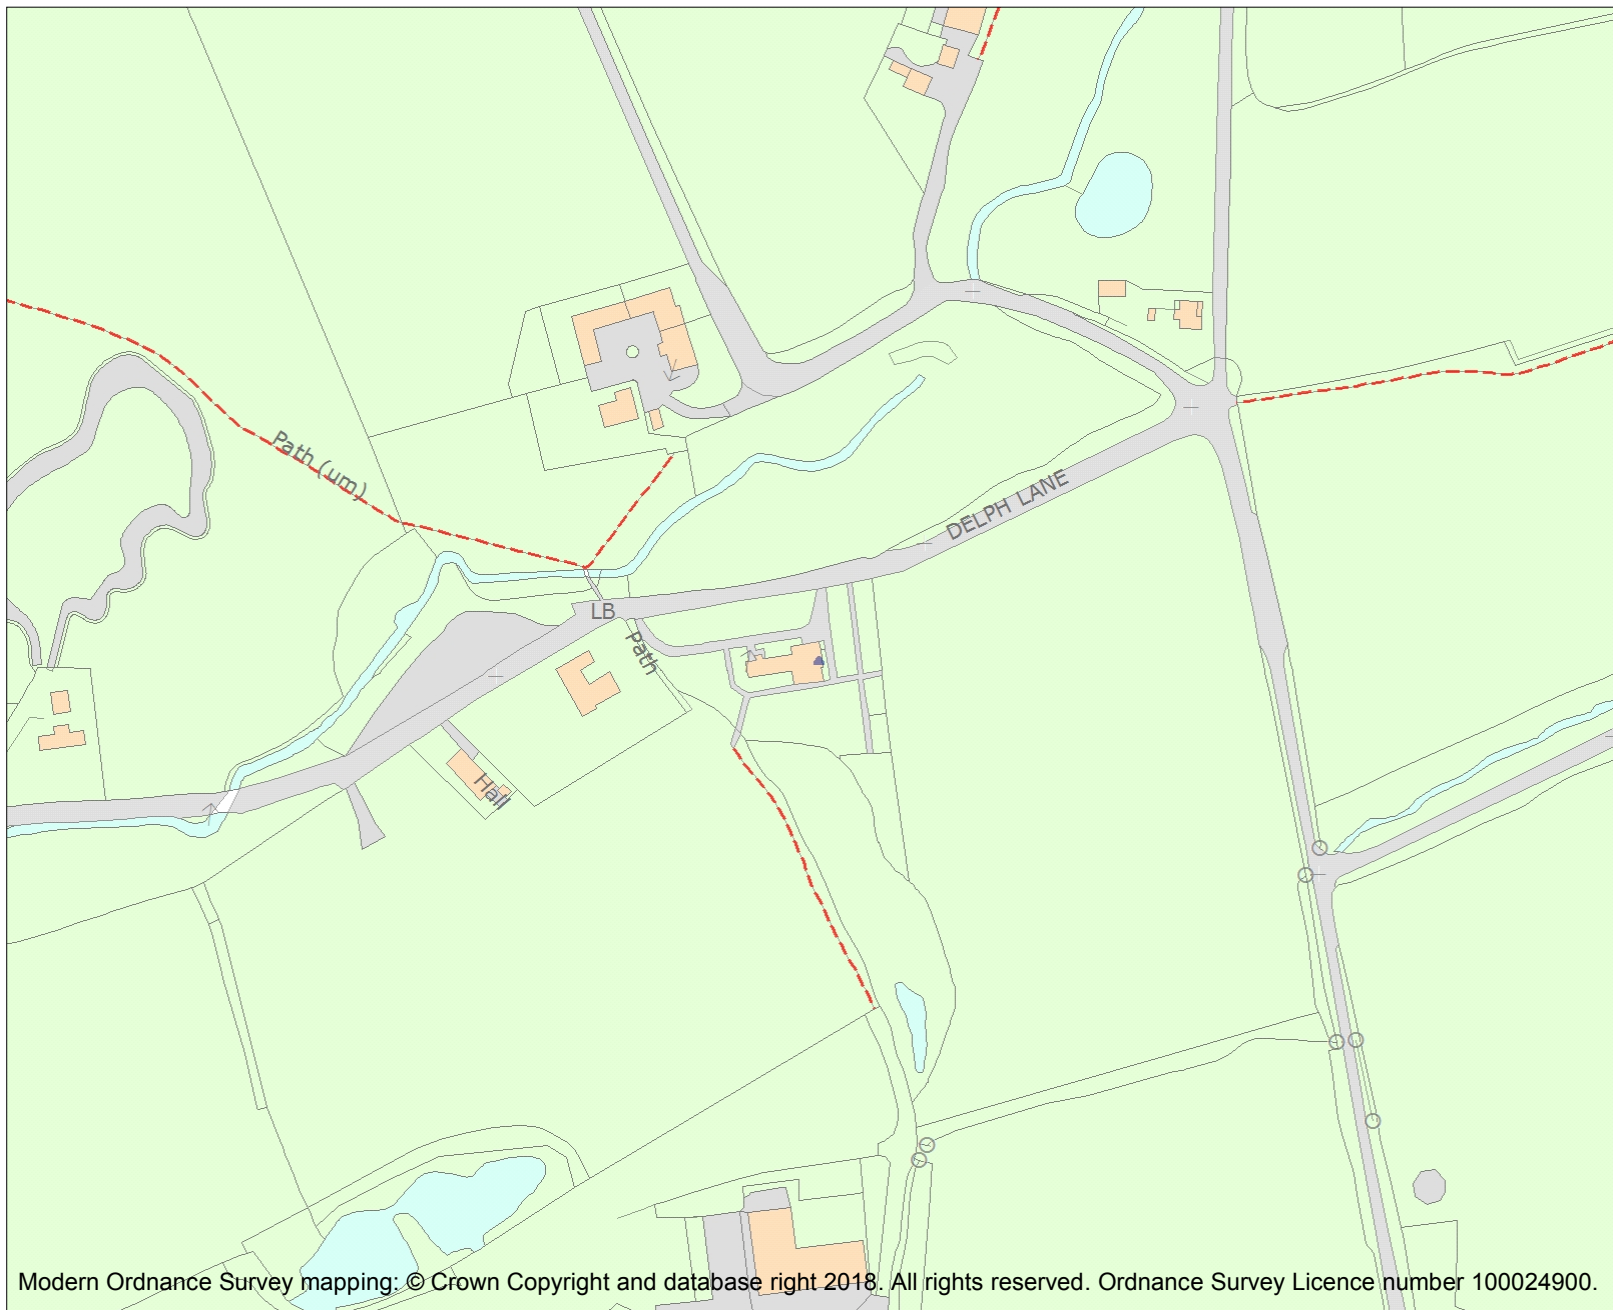 Path (um)
DELPH LANE
LB
Path
Hall
Modern Ordnance Survey mapping: © Crown Copyright and database right 2018. All rights reserved. Ordnance Survey Licence number 100024900.